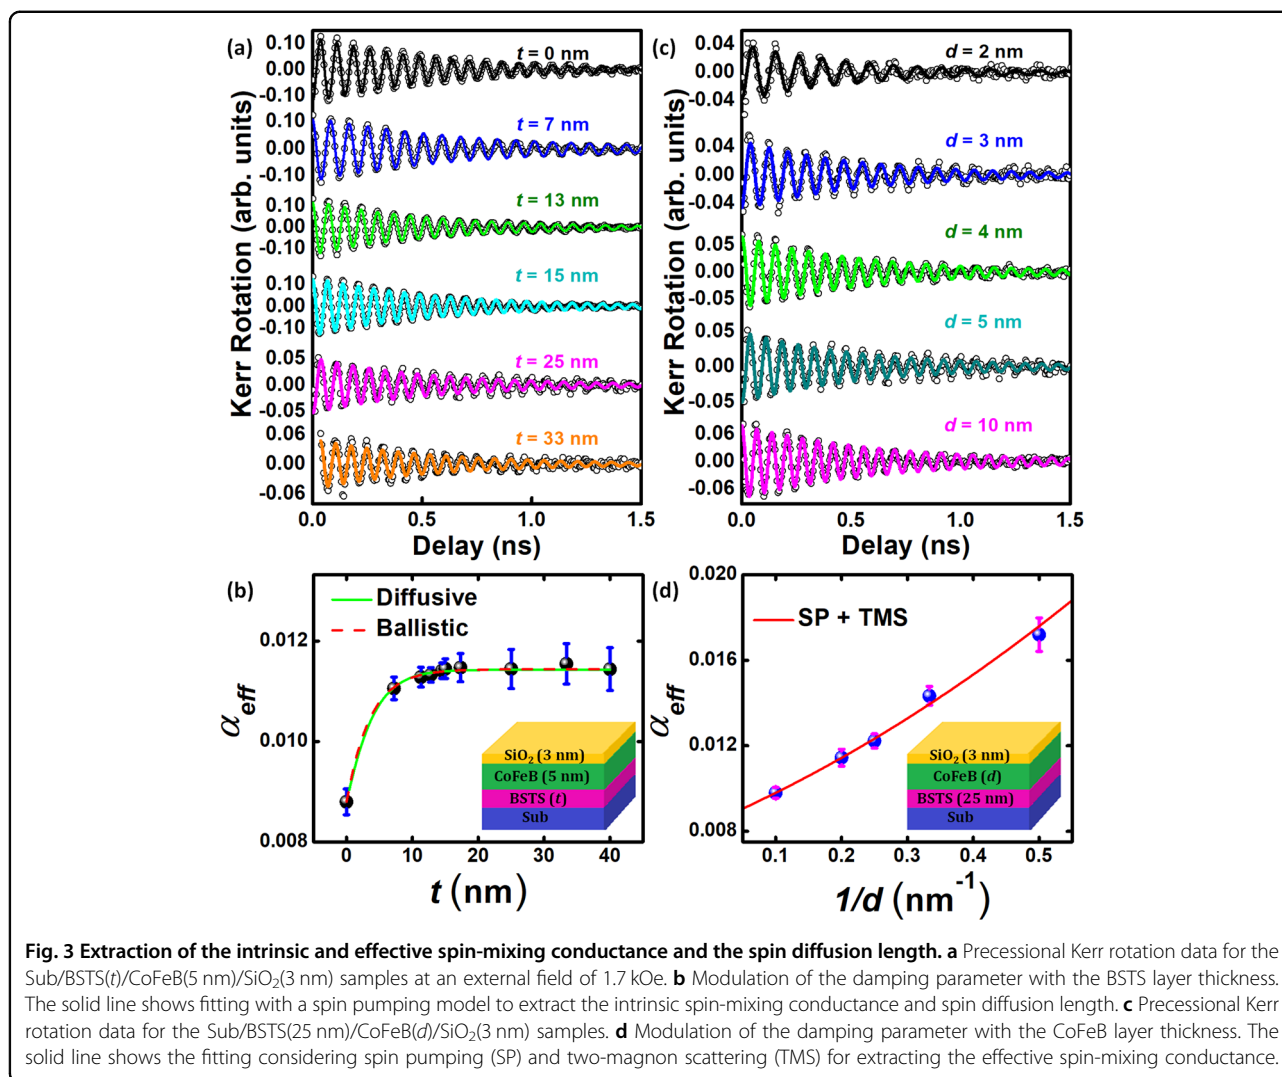 (a)
Kerr Rotation (arb. units)
0.10
0.00
-0.10
t = 0 nm
0.10
0.00
-0.10
t = 7 nm
0.10
0.00
-0.10
t = 13 nm
0.10
0.00
-0.10
t = 15 nm
0.05
0.00
-0.05
t = 25 nm
0.06
0.00
-0.06
t = 33 nm
0.0 0.5 1.0 1.5
Delay (ns)
(c)
Kerr Rotation (arb. units)
0.04
0.00
-0.04
d = 2 nm
0.04
0.00
-0.04
d = 3 nm
0.05
0.00
-0.05
d = 4 nm
0.05
0.00
-0.05
d = 5 nm
0.06
0.00
-0.06
d = 10 nm
0.0 0.5 1.0 1.5
Delay (ns)
(b)
Diffusive
Ballistic
αeff
0.012
0.010
0.008
SiO₂ (3 nm)
CoFeB (5 nm)
BSTS (t)
Sub
0 10 20 30 40
t (nm)
(d)
SP + TMS
αeff
0.020
0.016
0.012
0.008
SiO₂ (3 nm)
CoFeB (d)
BSTS (25 nm)
Sub
0.1 0.2 0.3 0.4 0.5
1/d (nm⁻¹)
Fig. 3 Extraction of the intrinsic and effective spin-mixing conductance and the spin diffusion length. a Precessional Kerr rotation data for the
Sub/BSTS(t)/CoFeB(5 nm)/SiO₂(3 nm) samples at an external field of 1.7 kOe. b Modulation of the damping parameter with the BSTS layer thickness.
The solid line shows fitting with a spin pumping model to extract the intrinsic spin-mixing conductance and spin diffusion length. c Precessional Kerr
rotation data for the Sub/BSTS(25 nm)/CoFeB(d)/SiO₂(3 nm) samples. d Modulation of the damping parameter with the CoFeB layer thickness. The
solid line shows the fitting considering spin pumping (SP) and two-magnon scattering (TMS) for extracting the effective spin-mixing conductance.